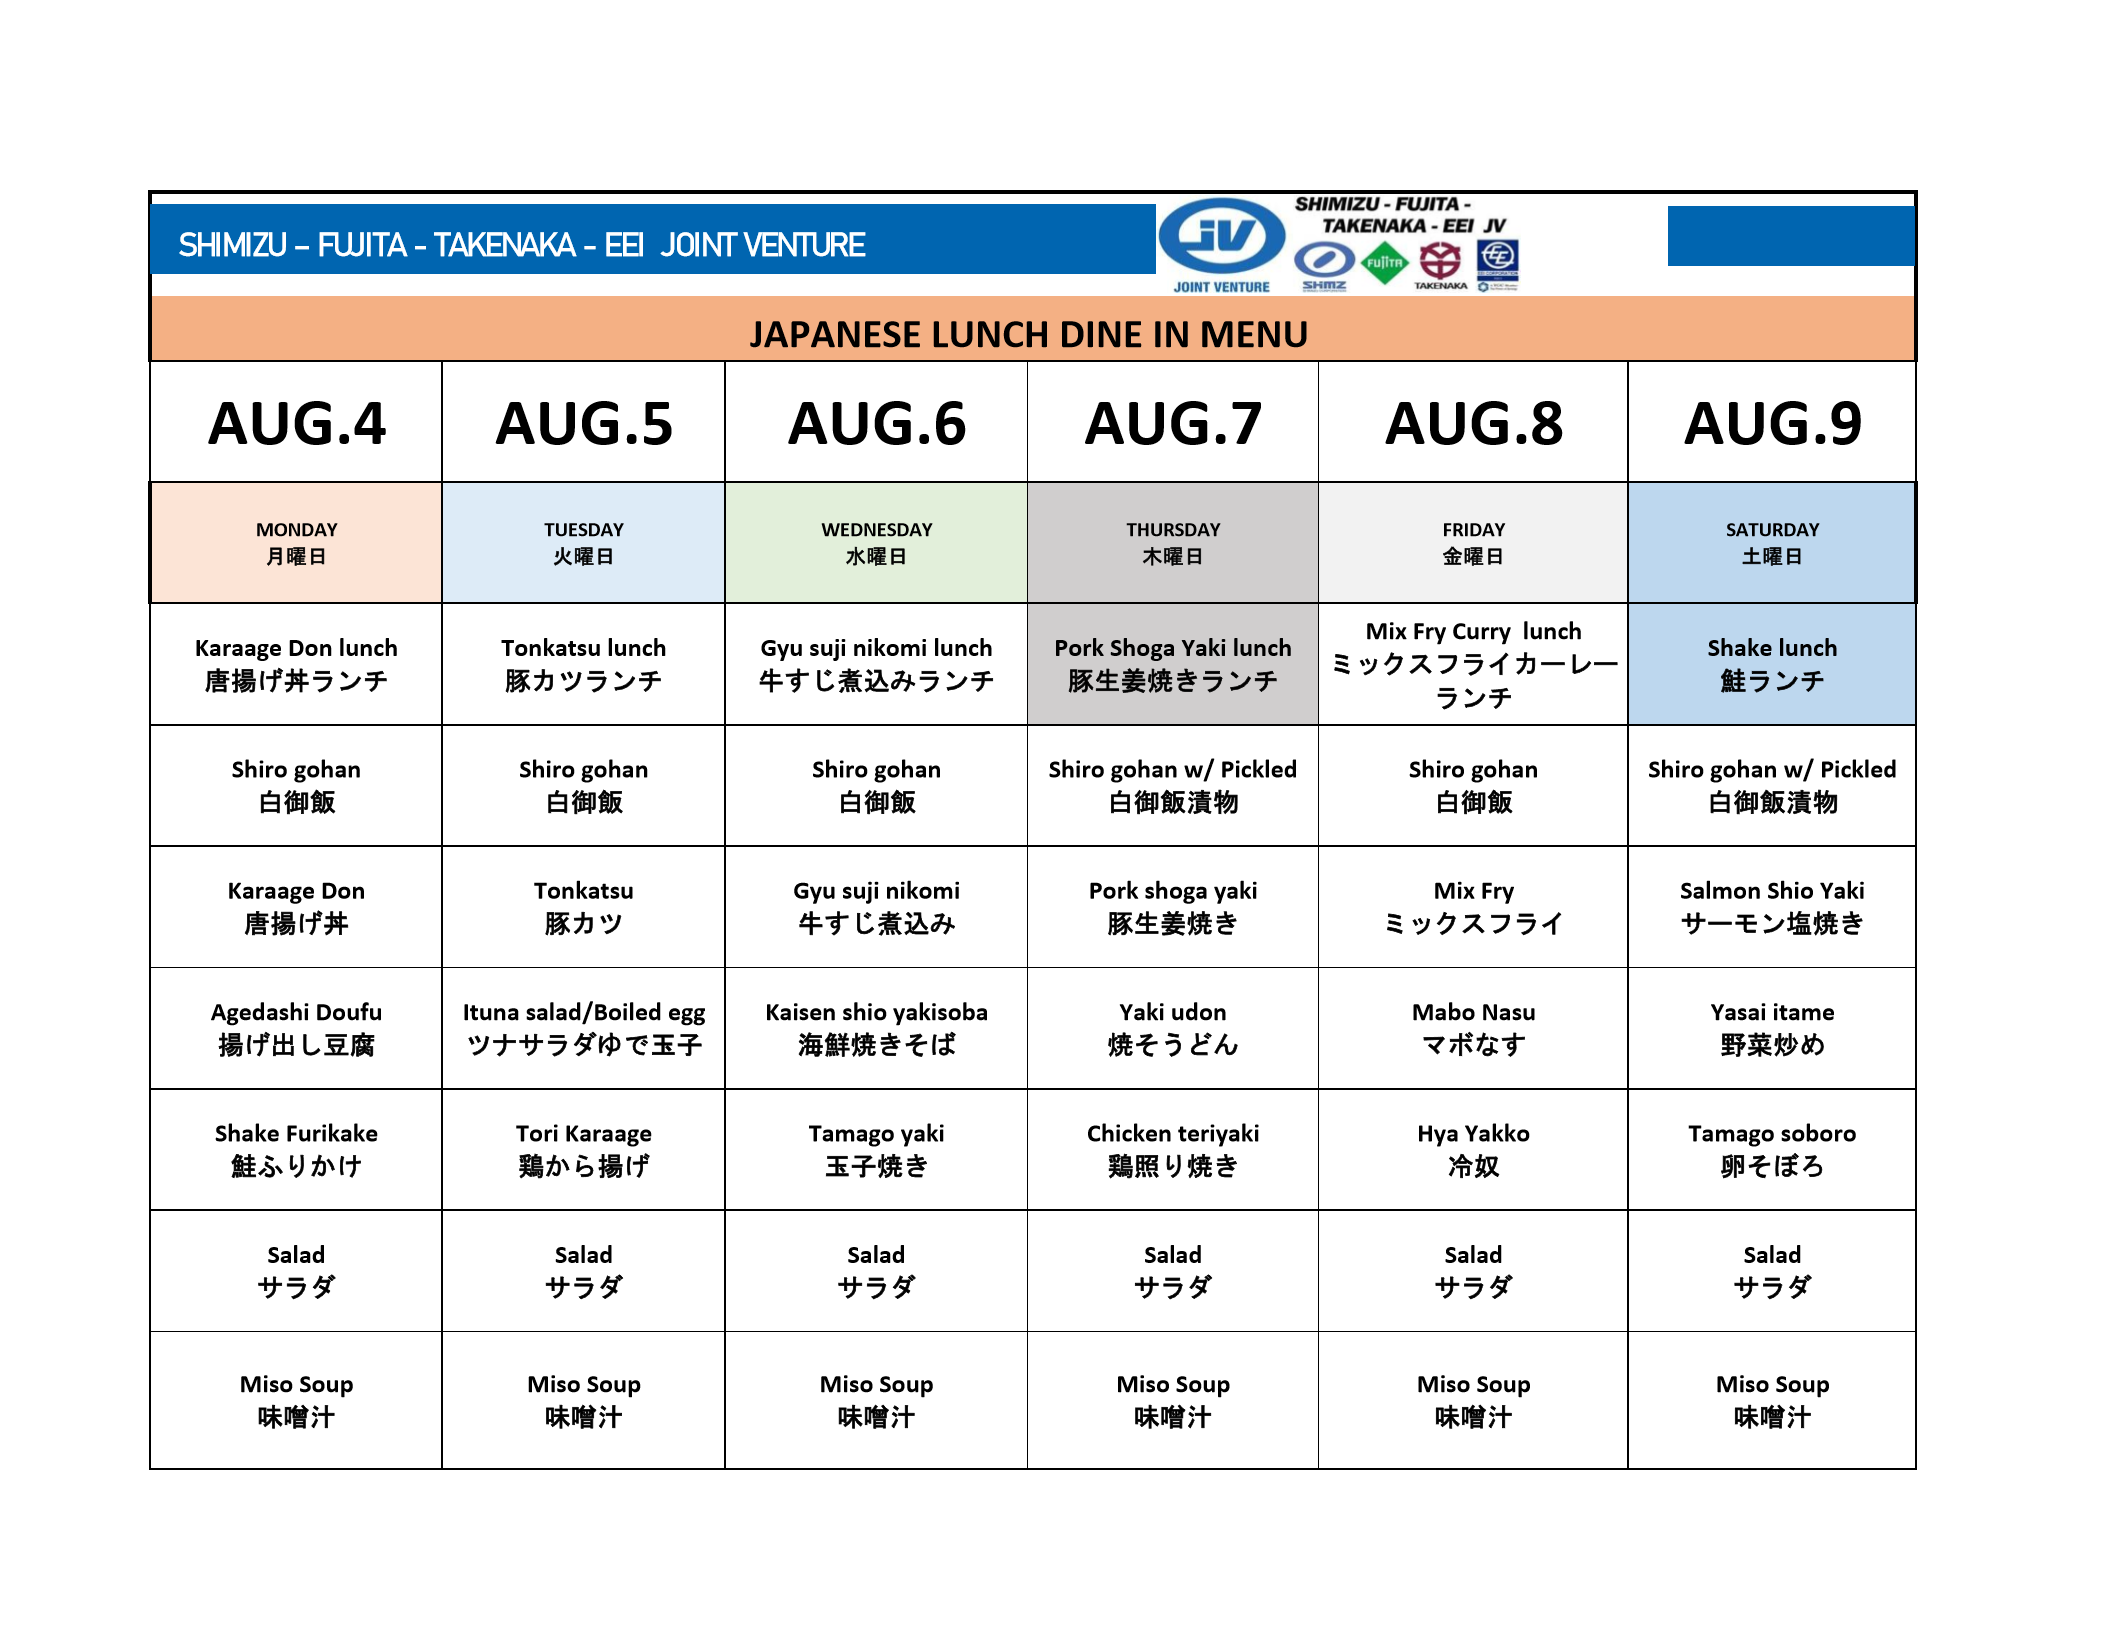 SHIMIZU – FUJITA - TAKENAKA - EEI JOINT VENTURE
JV
JOINT VENTURE
SHIMIZU - FUJITA -
TAKENAKA - EEI JV
SHIMZ
FUJITA
TAKENAKA
JAPANESE LUNCH DINE IN MENU
AUG.4
AUG.5
AUG.6
AUG.7
AUG.8
AUG.9
MONDAY
月曜日
TUESDAY
火曜日
WEDNESDAY
水曜日
THURSDAY
木曜日
FRIDAY
金曜日
SATURDAY
土曜日
Karaage Don lunch
唐揚げ丼ランチ
Tonkatsu lunch
豚カツランチ
Gyu suji nikomi lunch
牛すじ煮込みランチ
Pork Shoga Yaki lunch
豚生姜焼きランチ
Mix Fry Curry lunch
ミックスフライカーレー
ランチ
Shake lunch
鮭ランチ
Shiro gohan
白御飯
Shiro gohan
白御飯
Shiro gohan
白御飯
Shiro gohan w/ Pickled
白御飯漬物
Shiro gohan
白御飯
Shiro gohan w/ Pickled
白御飯漬物
Karaage Don
唐揚げ丼
Tonkatsu
豚カツ
Gyu suji nikomi
牛すじ煮込み
Pork shoga yaki
豚生姜焼き
Mix Fry
ミックスフライ
Salmon Shio Yaki
サーモン塩焼き
Agedashi Doufu
揚げ出し豆腐
Ituna salad/Boiled egg
ツナサラダゆで玉子
Kaisen shio yakisoba
海鮮焼きそば
Yaki udon
焼そうどん
Mabo Nasu
マボなす
Yasai itame
野菜炒め
Shake Furikake
鮭ふりかけ
Tori Karaage
鶏から揚げ
Tamago yaki
玉子焼き
Chicken teriyaki
鶏照り焼き
Hya Yakko
冷奴
Tamago soboro
卵そぼろ
Salad
サラダ
Salad
サラダ
Salad
サラダ
Salad
サラダ
Salad
サラダ
Salad
サラダ
Miso Soup
味噌汁
Miso Soup
味噌汁
Miso Soup
味噌汁
Miso Soup
味噌汁
Miso Soup
味噌汁
Miso Soup
味噌汁